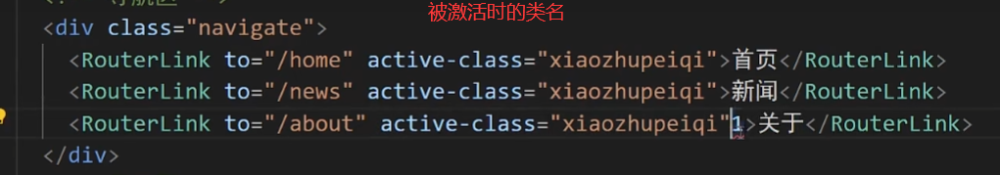 被激活时的类名
<div class="navigate">
<RouterLink to="/home" active-class="xiaozhupeiqi">首页</RouterLink>
<RouterLink to="/news" active-class="xiaozhupeiqi">新闻</RouterLink>
<RouterLink to="/about" active-class="xiaozhupeiqi"1>关于</RouterLink>
</div>